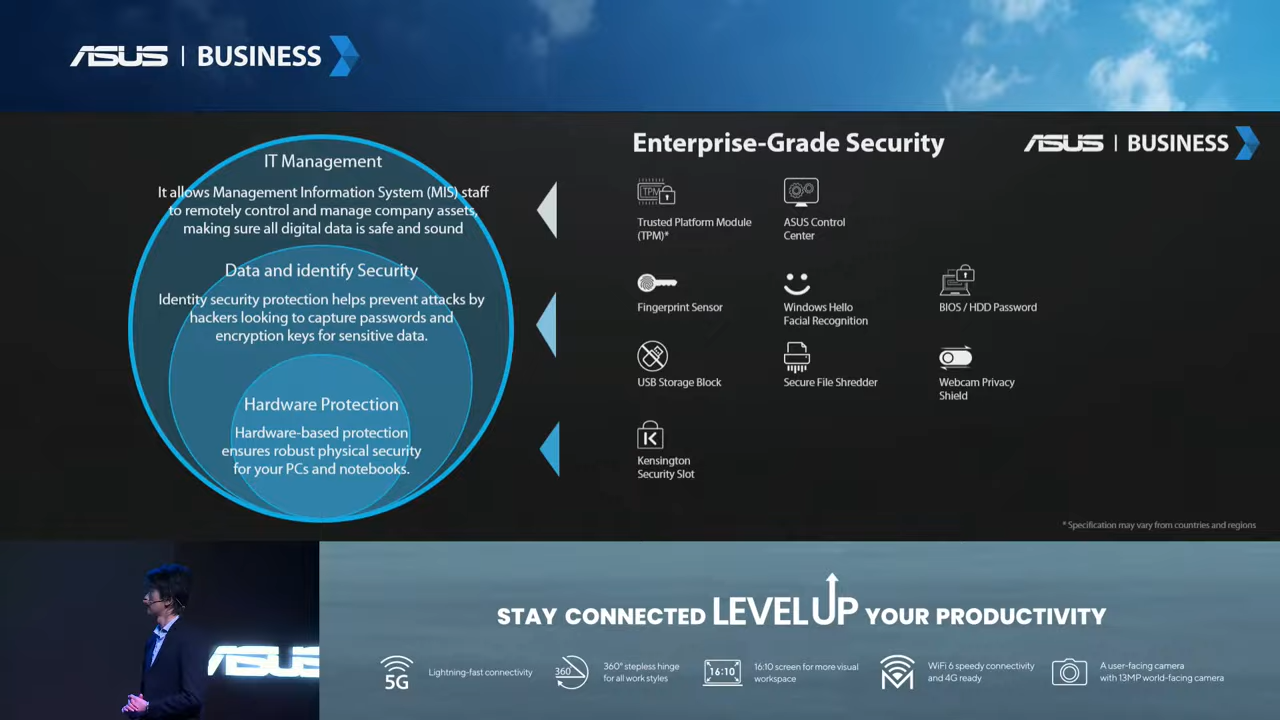 ASUS | BUSINESS
IT Management
It allows Management Information System (MIS) staff
to remotely control and manage company assets,
making sure all digital data is safe and sound
Data and identify Security
Identity security protection helps prevent attacks by
hackers looking to capture passwords and
encryption keys for sensitive data.
Hardware Protection
Hardware-based protection
ensures robust physical security
for your PCs and notebooks.
Enterprise-Grade Security
ASUS | BUSINESS
TPM
Trusted Platform Module
(TPM)*
ASUS Control
Center
Fingerprint Sensor
Windows Hello
Facial Recognition
BIOS / HDD Password
USB Storage Block
Secure File Shredder
Webcam Privacy
Shield
K
Kensington
Security Slot
* Specification may vary from countries and regions
ASUS
STAY CONNECTED LEVEL UP YOUR PRODUCTIVITY
5G
Lightning-fast connectivity
360
360° stepless hinge
for all work styles
16:10
16:10 screen for more visual
workspace
WiFi 6 speedy connectivity
and 4G ready
A user-facing camera
with 13MP world-facing camera